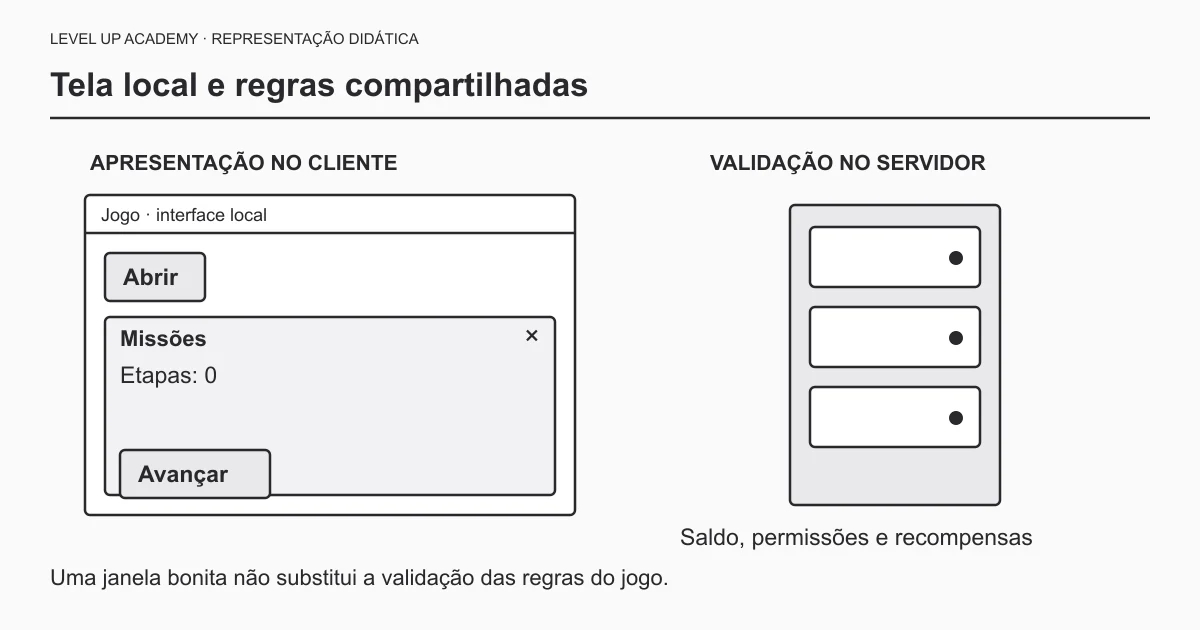 LEVEL UP ACADEMY · REPRESENTAÇÃO DIDÁTICA
Tela local e regras compartilhadas
APRESENTAÇÃO NO CLIENTE
Jogo · interface local
Abrir
Missões ×
Etapas: 0
Avançar
VALIDAÇÃO NO SERVIDOR
Saldo, permissões e recompensas
Uma janela bonita não substitui a validação das regras do jogo.